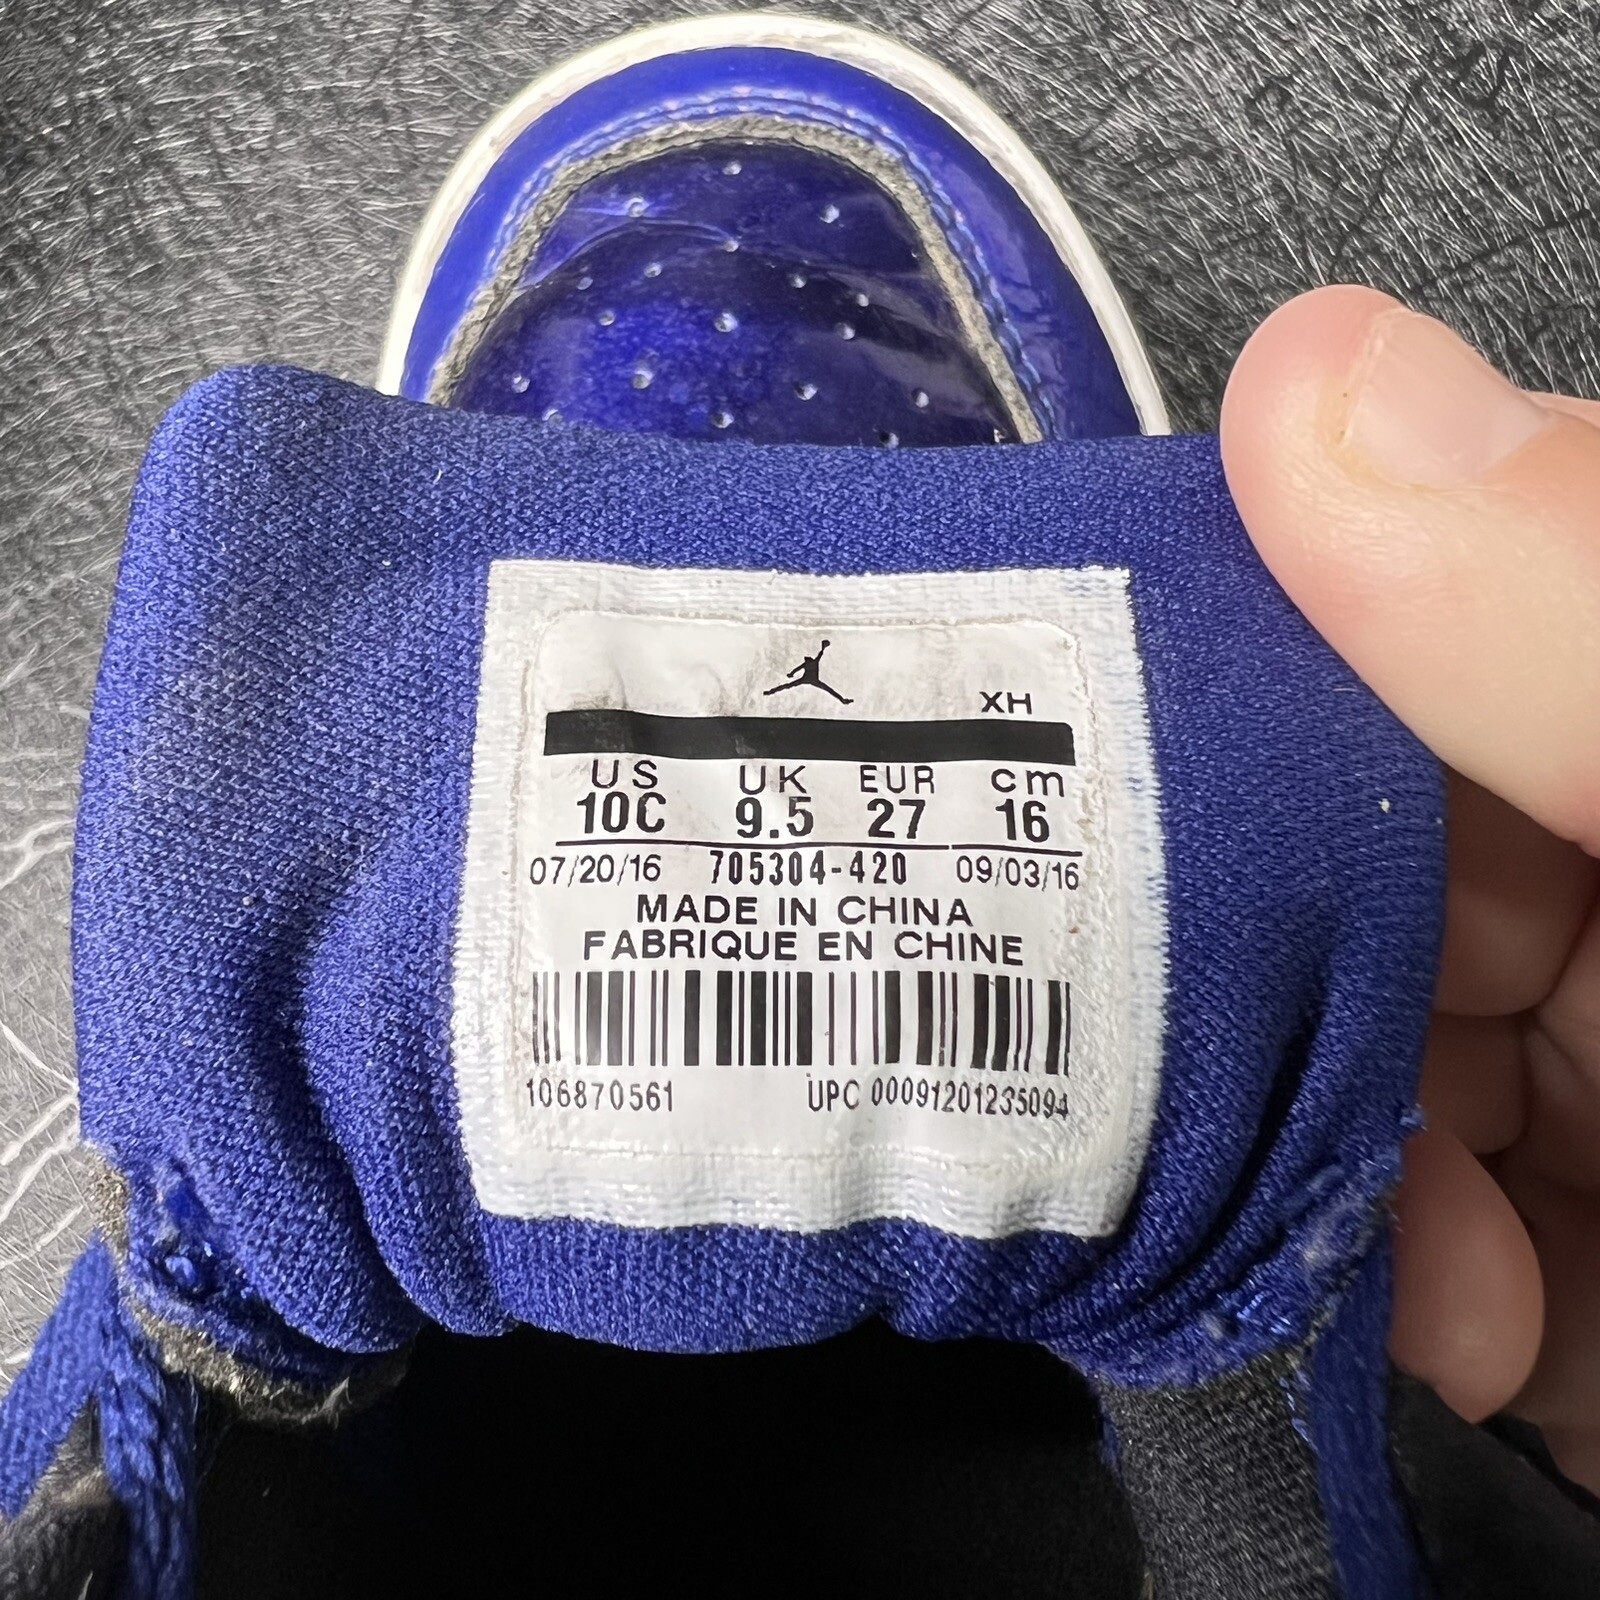 XH
US UK EUR cm
10C 9.5 27 16
07/20/16 705304-420 09/03/16
MADE IN CHINA
FABRIQUE EN CHINE
106870561 UPC 00091201235094